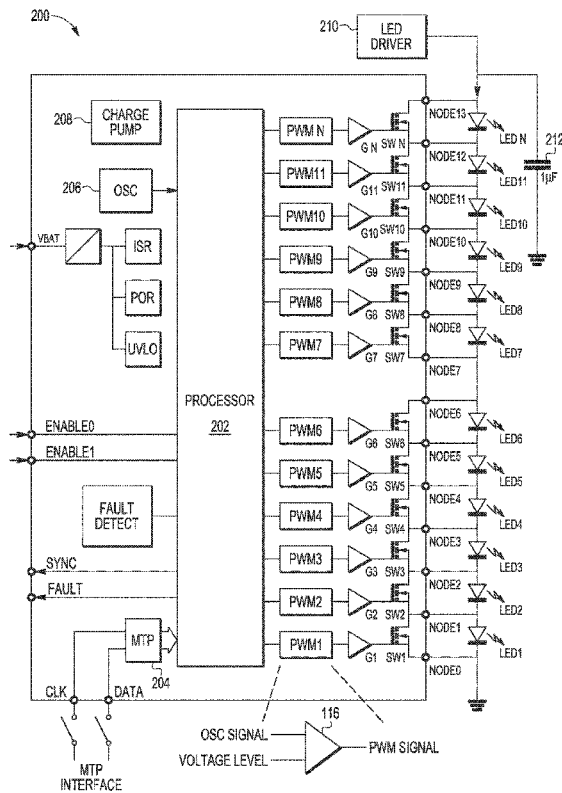 200
210
LED
DRIVER
208
CHARGE
PUMP
206
OSC
VBAT
ISR
POR
UVLO
PROCESSOR
202
ENABLE0
ENABLE1
FAULT
DETECT
SYNC
FAULT
MTP
204
CLK
DATA
MTP
INTERFACE
PWM N
PWM11
PWM10
PWM9
PWM8
PWM7
PWM6
PWM5
PWM4
PWM3
PWM2
PWM1
G N
G11
G10
G9
G8
G7
G6
G5
G4
G3
G2
G1
SW N
SW11
SW10
SW9
SW8
SW7
SW6
SW5
SW4
SW3
SW2
SW1
NODE13
NODE12
NODE11
NODE10
NODE9
NODE8
NODE7
NODE6
NODE5
NODE4
NODE3
NODE2
NODE1
NODE0
LED N
LED11
LED10
LED9
LED8
LED7
LED6
LED5
LED4
LED3
LED2
LED1
212
1µF
116
OSC SIGNAL
VOLTAGE LEVEL
PWM SIGNAL